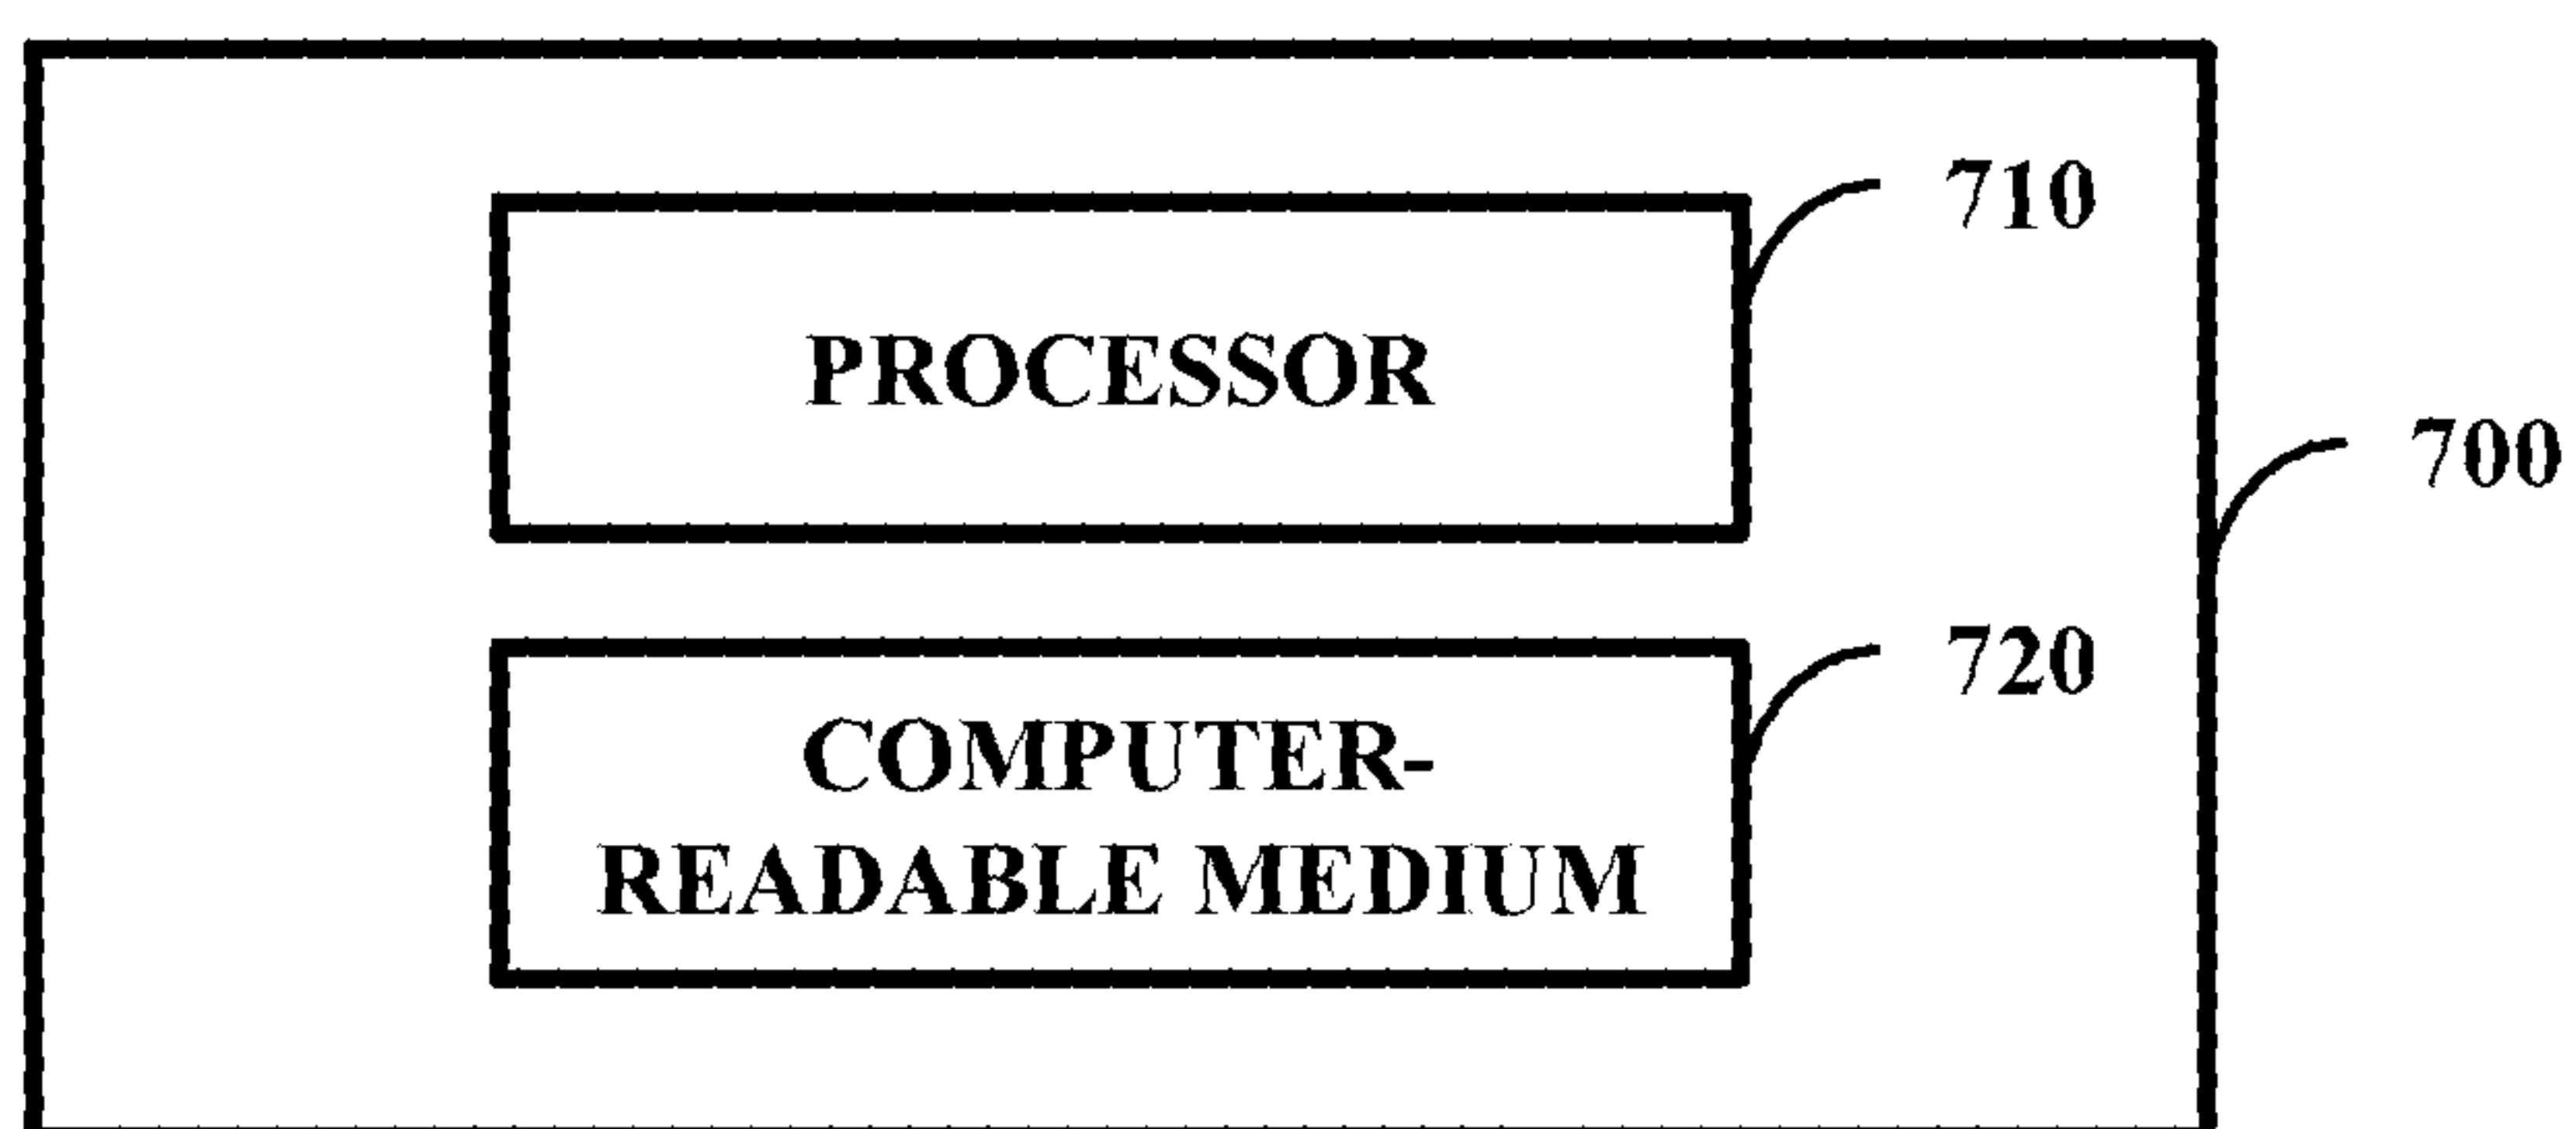 710
PROCESSOR
700
720
COMPUTER-
READABLE MEDIUM